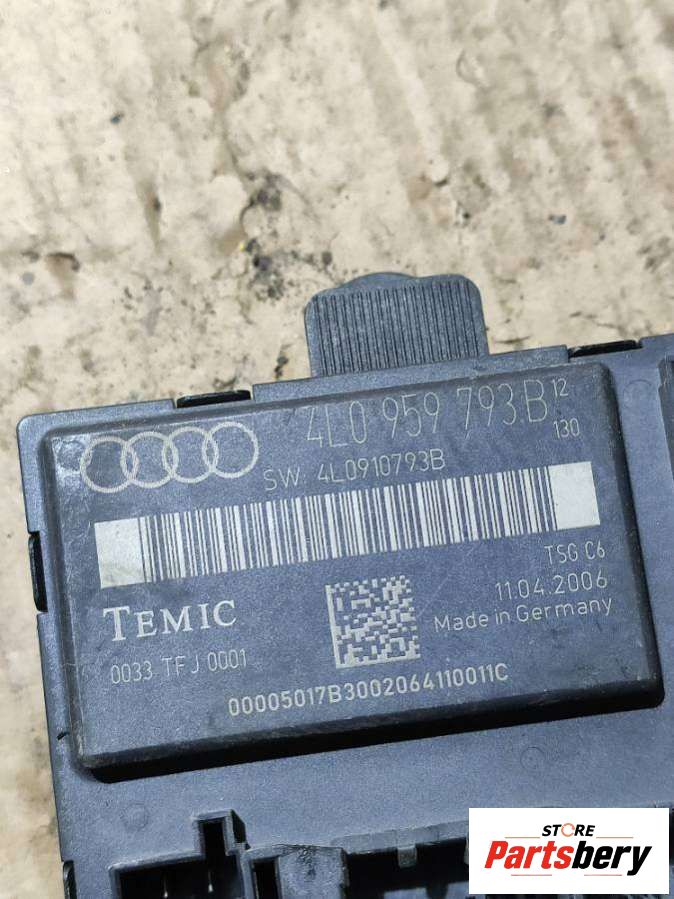 4L0 959 793.B 12
130
SW: 4L0910793B
TSG C6
11.04.2006
TEMIC
Made in Germany
0033 TFJ 0001
00005017B3002064110011C
STORE
Partsbery